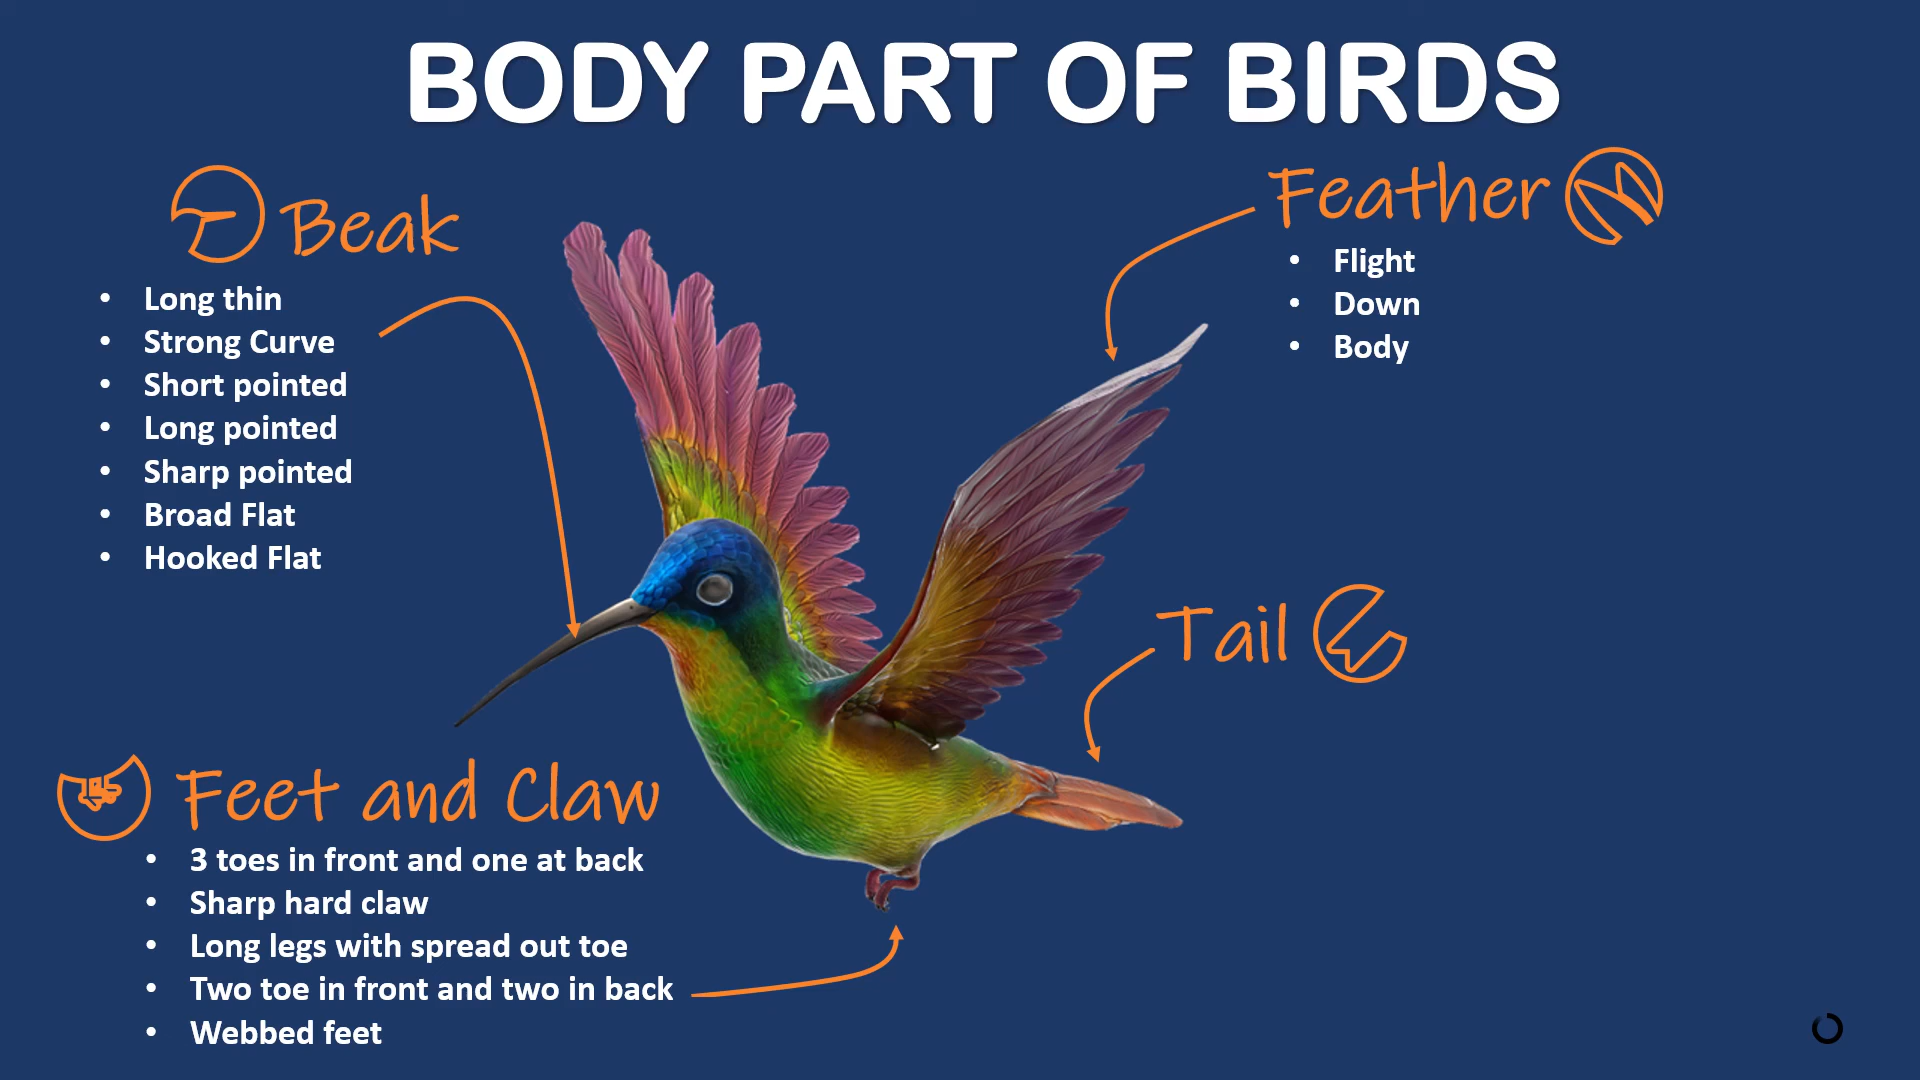 BODY PART OF BIRDS
Beak
• Long thin
• Strong Curve
• Short pointed
• Long pointed
• Sharp pointed
• Broad Flat
• Hooked Flat
Feather
• Flight
• Down
• Body
Tail
Feet and Claw
• 3 toes in front and one at back
• Sharp hard claw
• Long legs with spread out toe
• Two toe in front and two in back
• Webbed feet